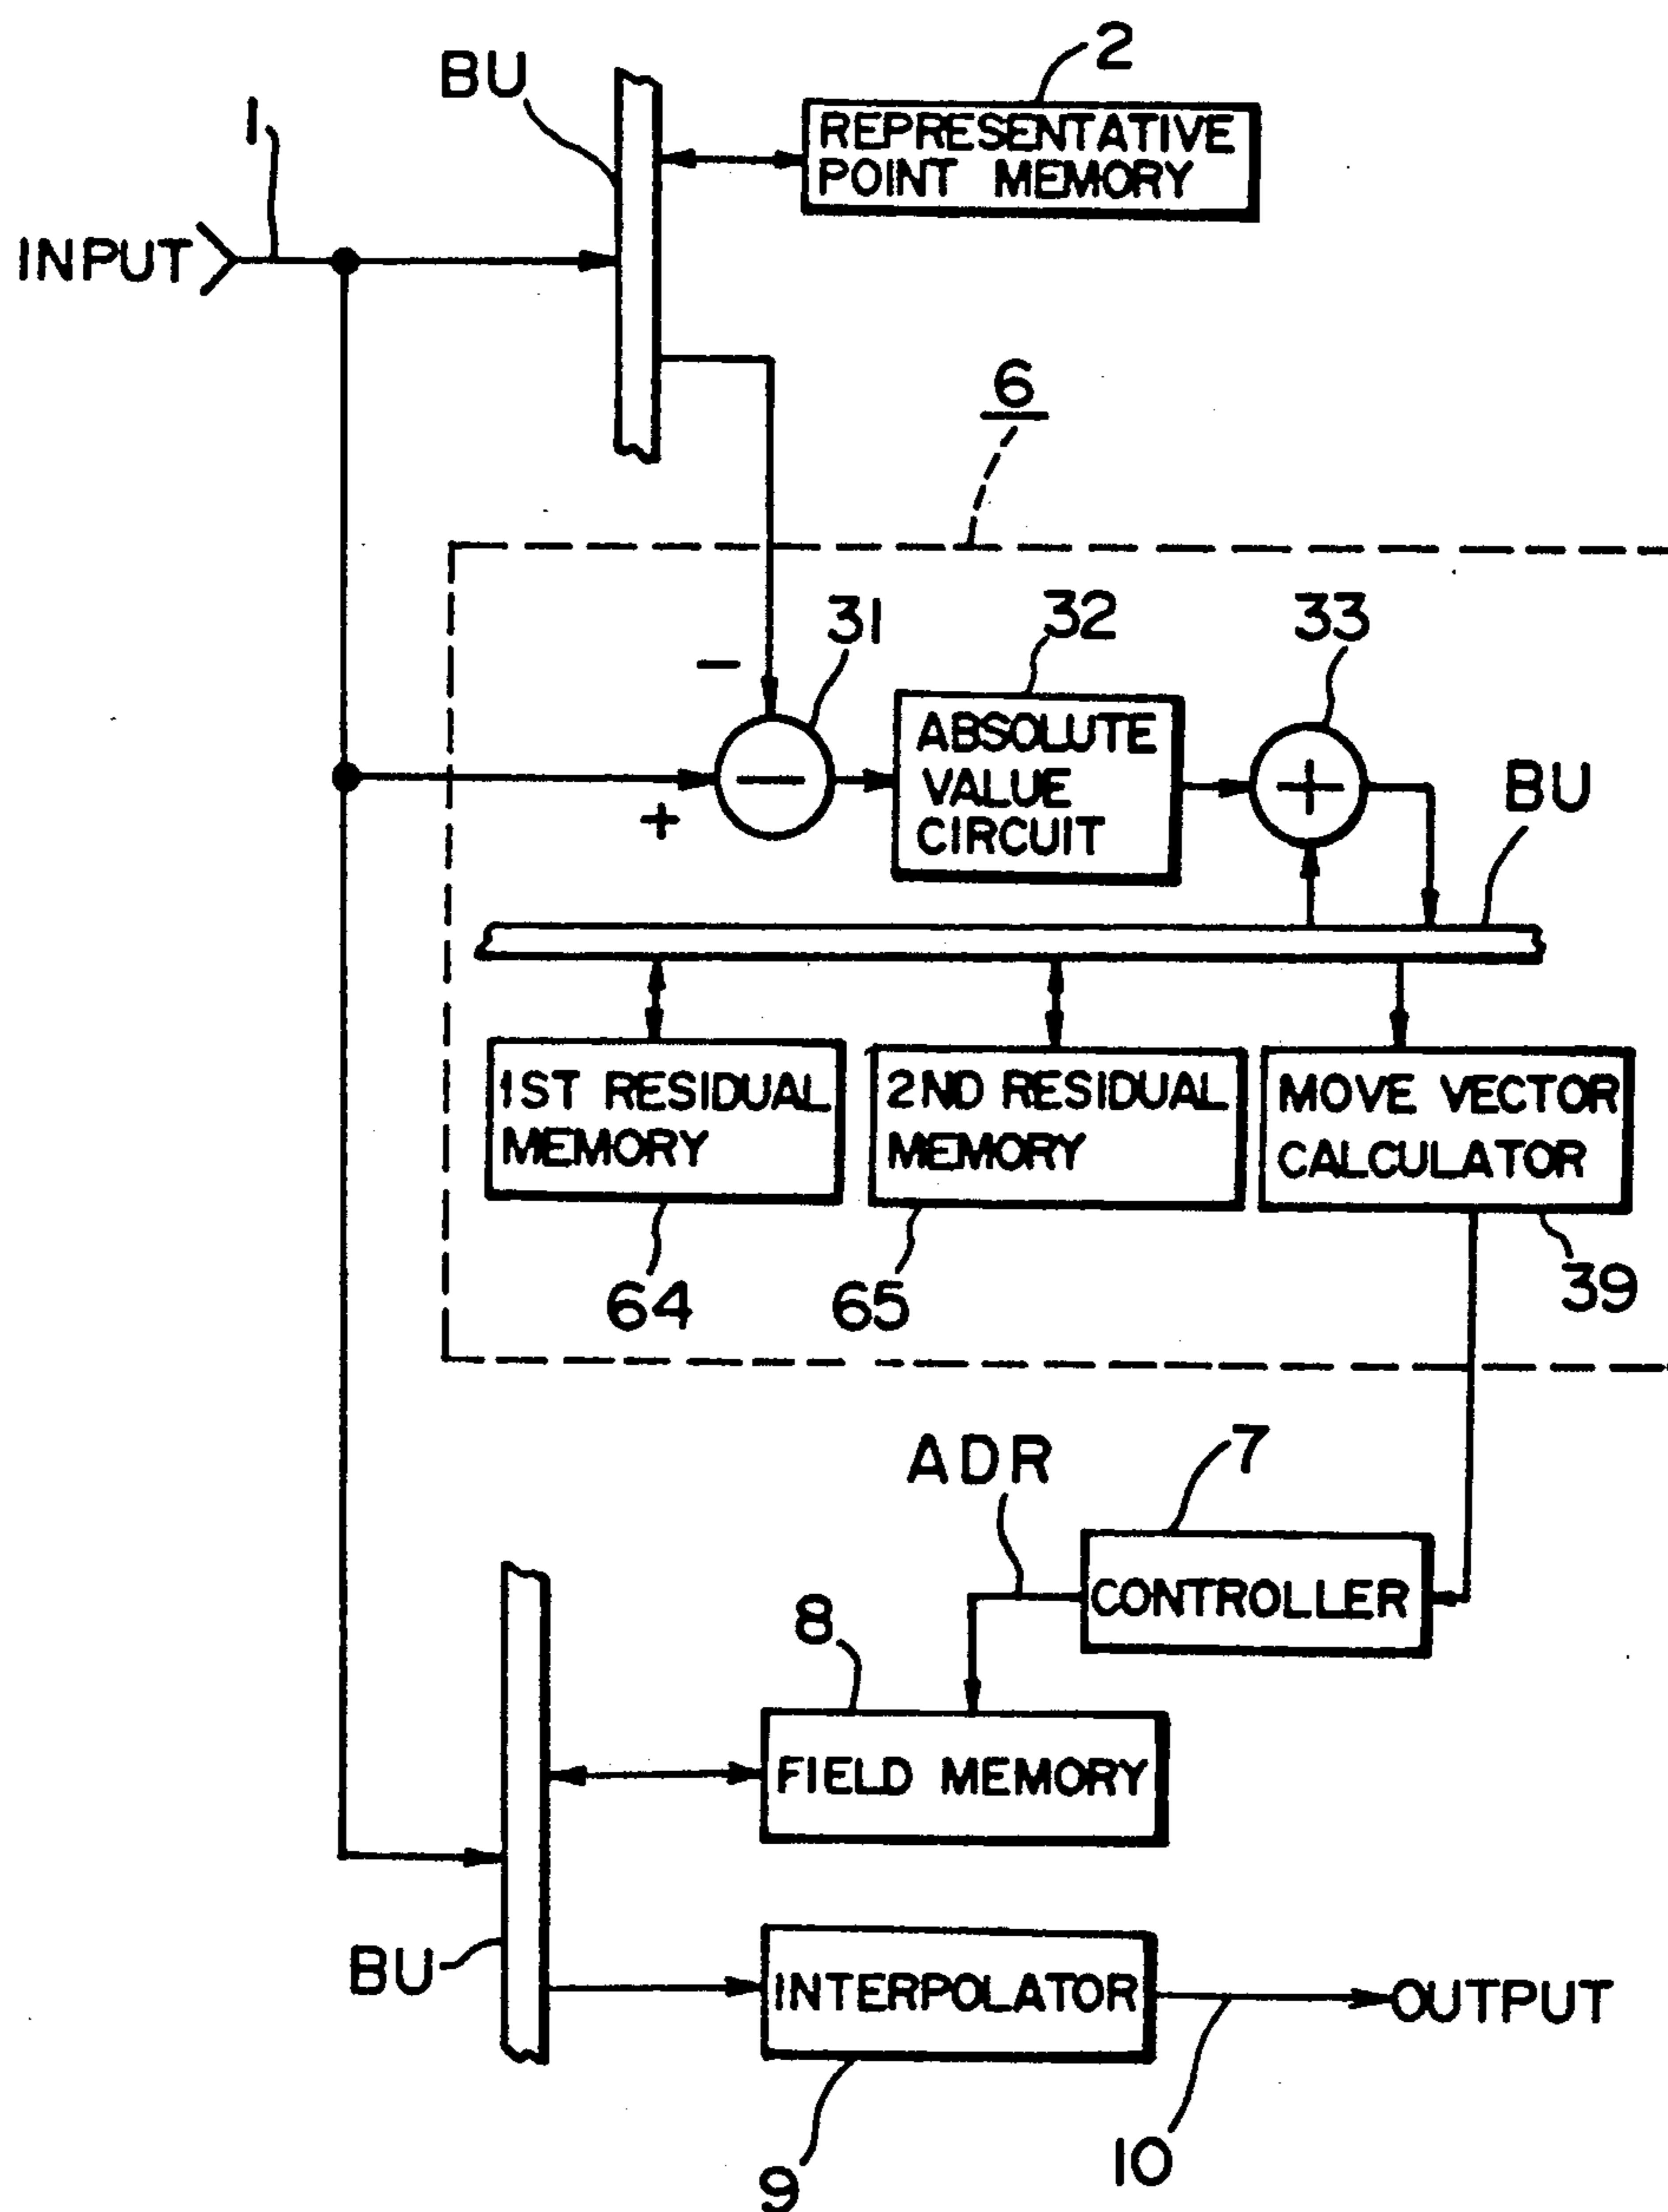 2
BU
1
REPRESENTATIVE
POINT MEMORY
INPUT
6
31
32
33
−
ABSOLUTE
VALUE
CIRCUIT
−
+
+
BU
1ST RESIDUAL
MEMORY
2ND RESIDUAL
MEMORY
MOVE VECTOR
CALCULATOR
64
65
39
ADR
7
CONTROLLER
8
FIELD MEMORY
BU
INTERPOLATOR
OUTPUT
9
10